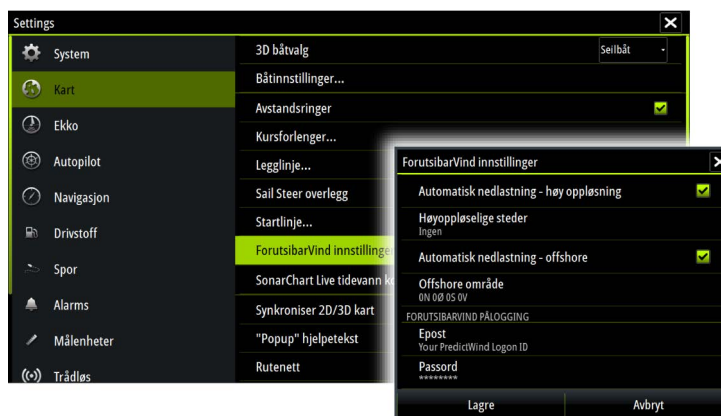 Settings
System
Kart
Ekko
Autopilot
Navigasjon
Drivstoff
Spor
Alarms
Målenheter
Trådløs
3D båtvalg
Seilbåt
Båtinnstillinger...
Avstandsringer
Kursforlenger...
Legglinje...
Sail Steer overlegg
Startlinje...
ForutsibarVind innstillinge
SonarChart Live tidevann k
Synkroniser 2D/3D kart
"Popup" hjelpetekst
Rutenett
ForutsibarVind innstillinger
Automatisk nedlastning - høy oppløsning
Høyoppløselige steder
Ingen
Automatisk nedlastning - offshore
Offshore område
0N 0Ø 0S 0V
FORUTSIBARVIND PÅLOGGING
Epost
Your PredictWind Logon ID
Passord
********
Lagre
Avbryt